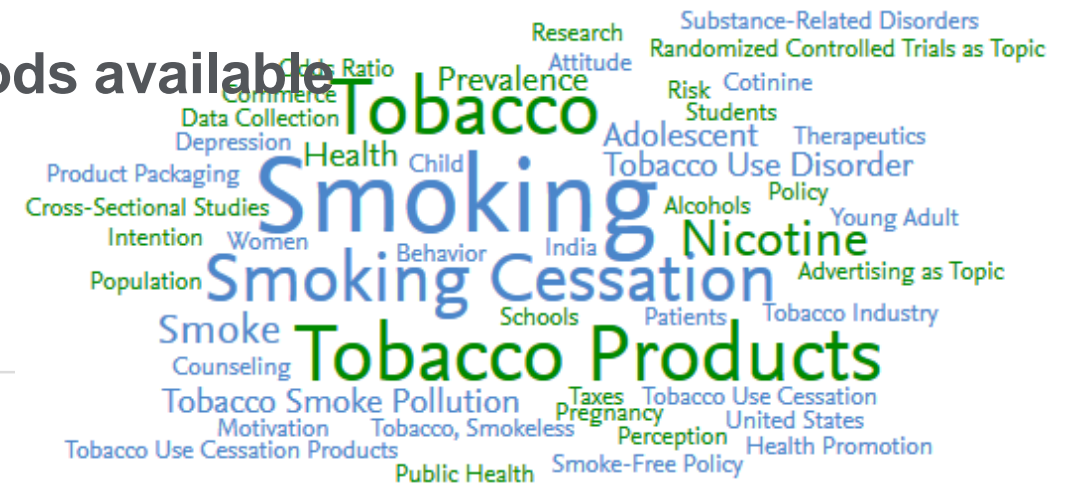 Substance-Related Disorders
Research
Randomized Controlled Trials as Topic
ods available
Odds Ratio
Attitude
Prevalence
Risk
Cotinine
Commerce
Tobacco
Students
Data Collection
Adolescent
Therapeutics
Depression
Health
Child
Tobacco Use Disorder
Product Packaging
Smoking
Policy
Cross-Sectional Studies
Alcohols
Young Adult
Intention
Women
Behavior
India
Nicotine
Population
Smoking Cessation
Advertising as Topic
Smoke
Schools
Patients
Tobacco Industry
Counseling
Tobacco Products
Tobacco Smoke Pollution
Taxes
Tobacco Use Cessation
Pregnancy
United States
Motivation
Tobacco, Smokeless
Perception
Health Promotion
Tobacco Use Cessation Products
Smoke-Free Policy
Public Health